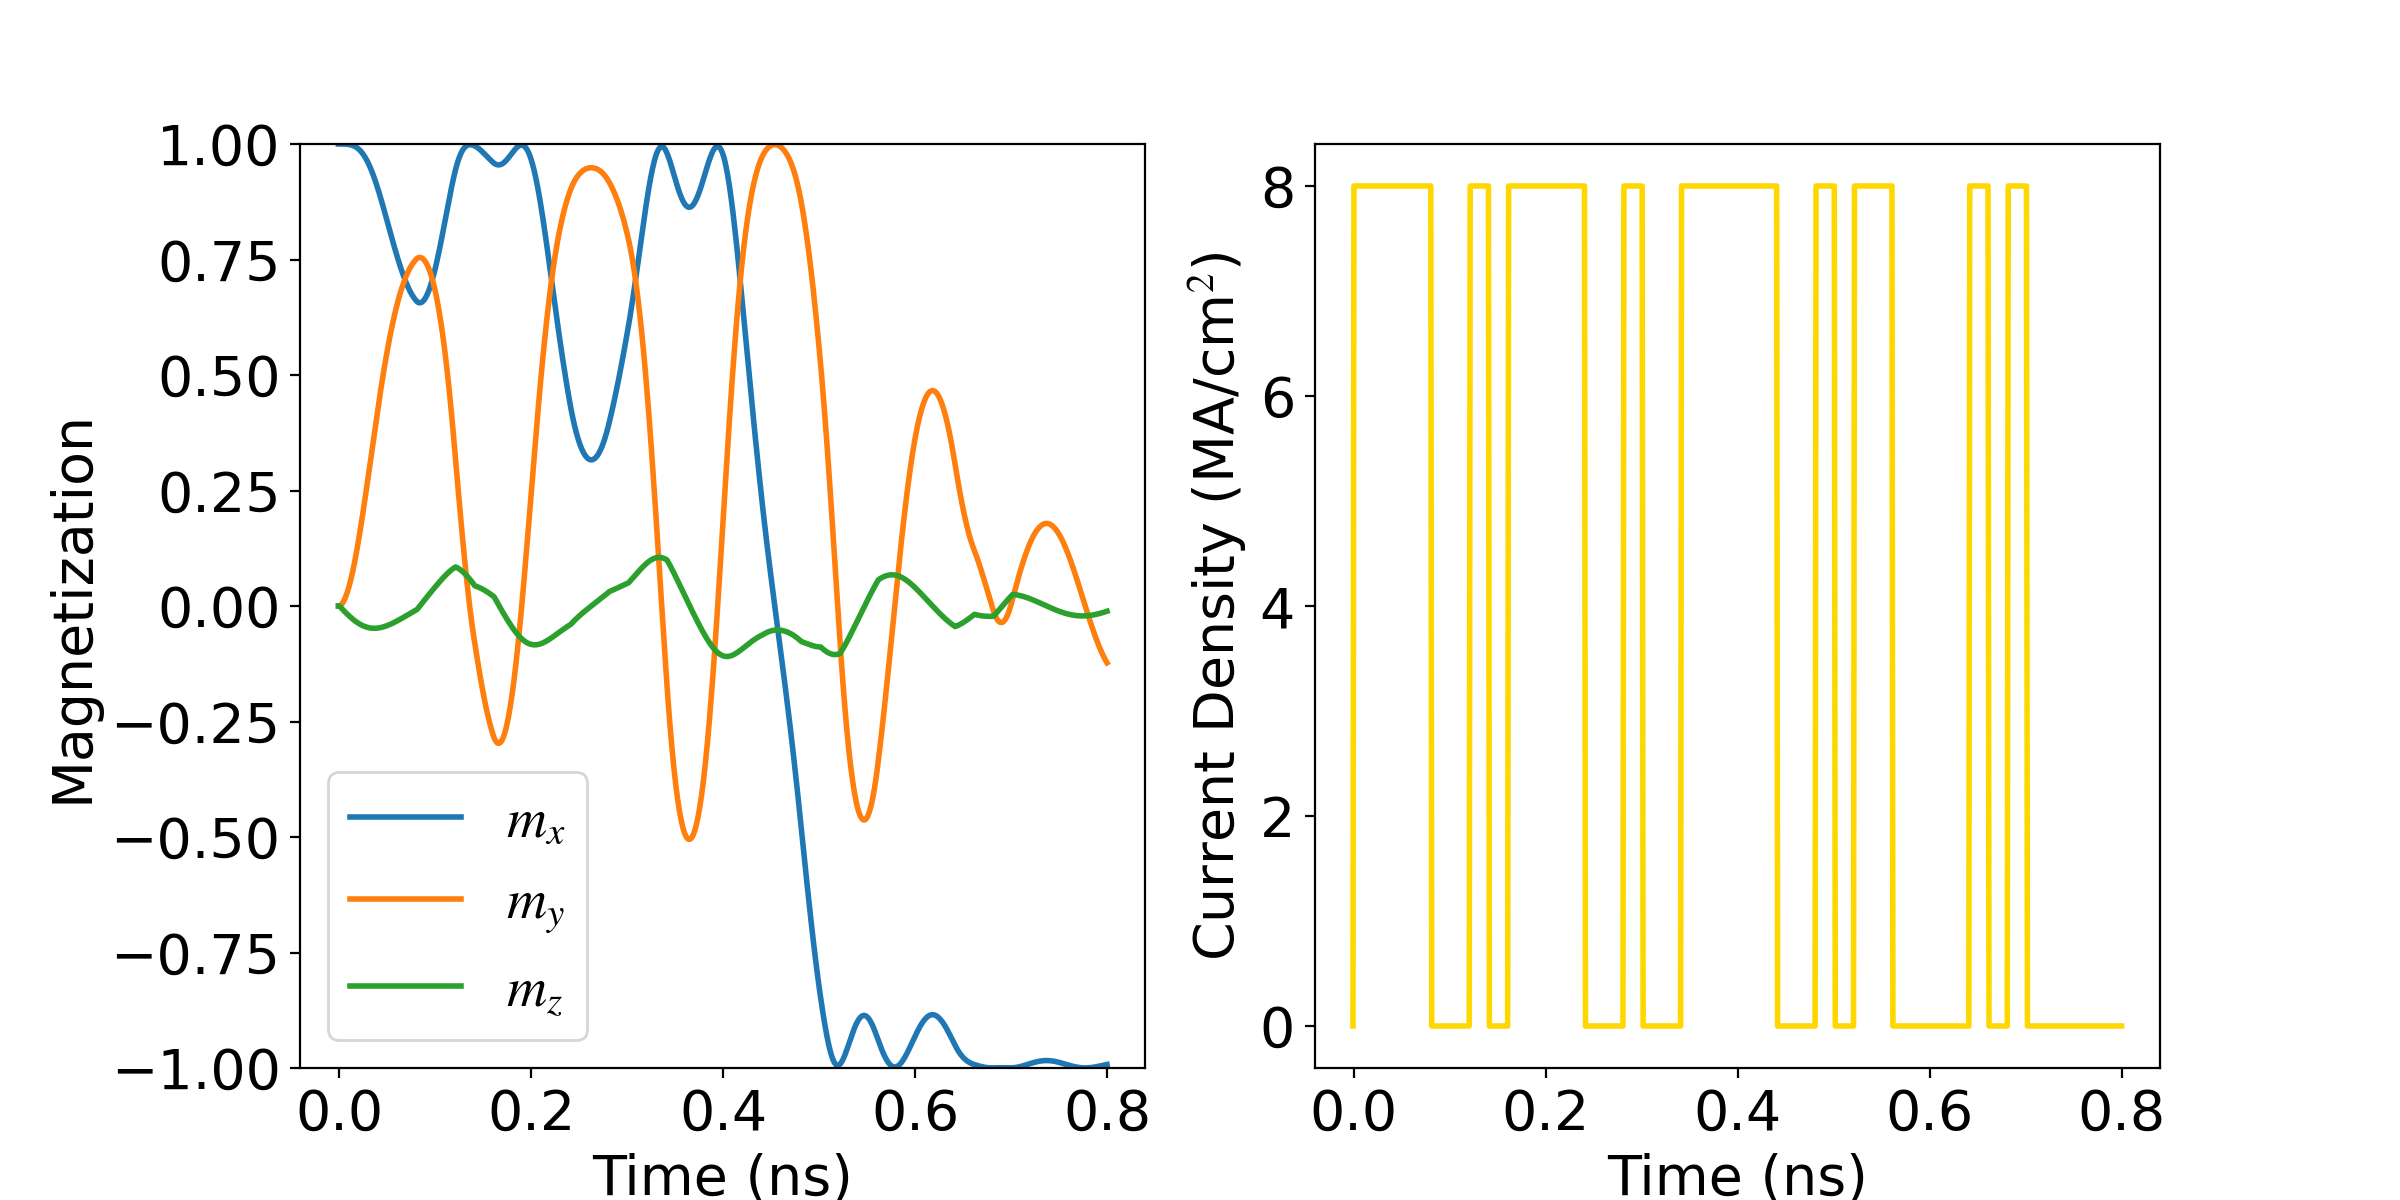 1.00
0.75
0.50
0.25
0.00
−0.25
−0.50
−0.75
−1.00
Magnetization
m_x
m_y
m_z
0.0 0.2 0.4 0.6 0.8
Time (ns)
8
6
4
2
0
Current Density (MA/cm²)
0.0 0.2 0.4 0.6 0.8
Time (ns)